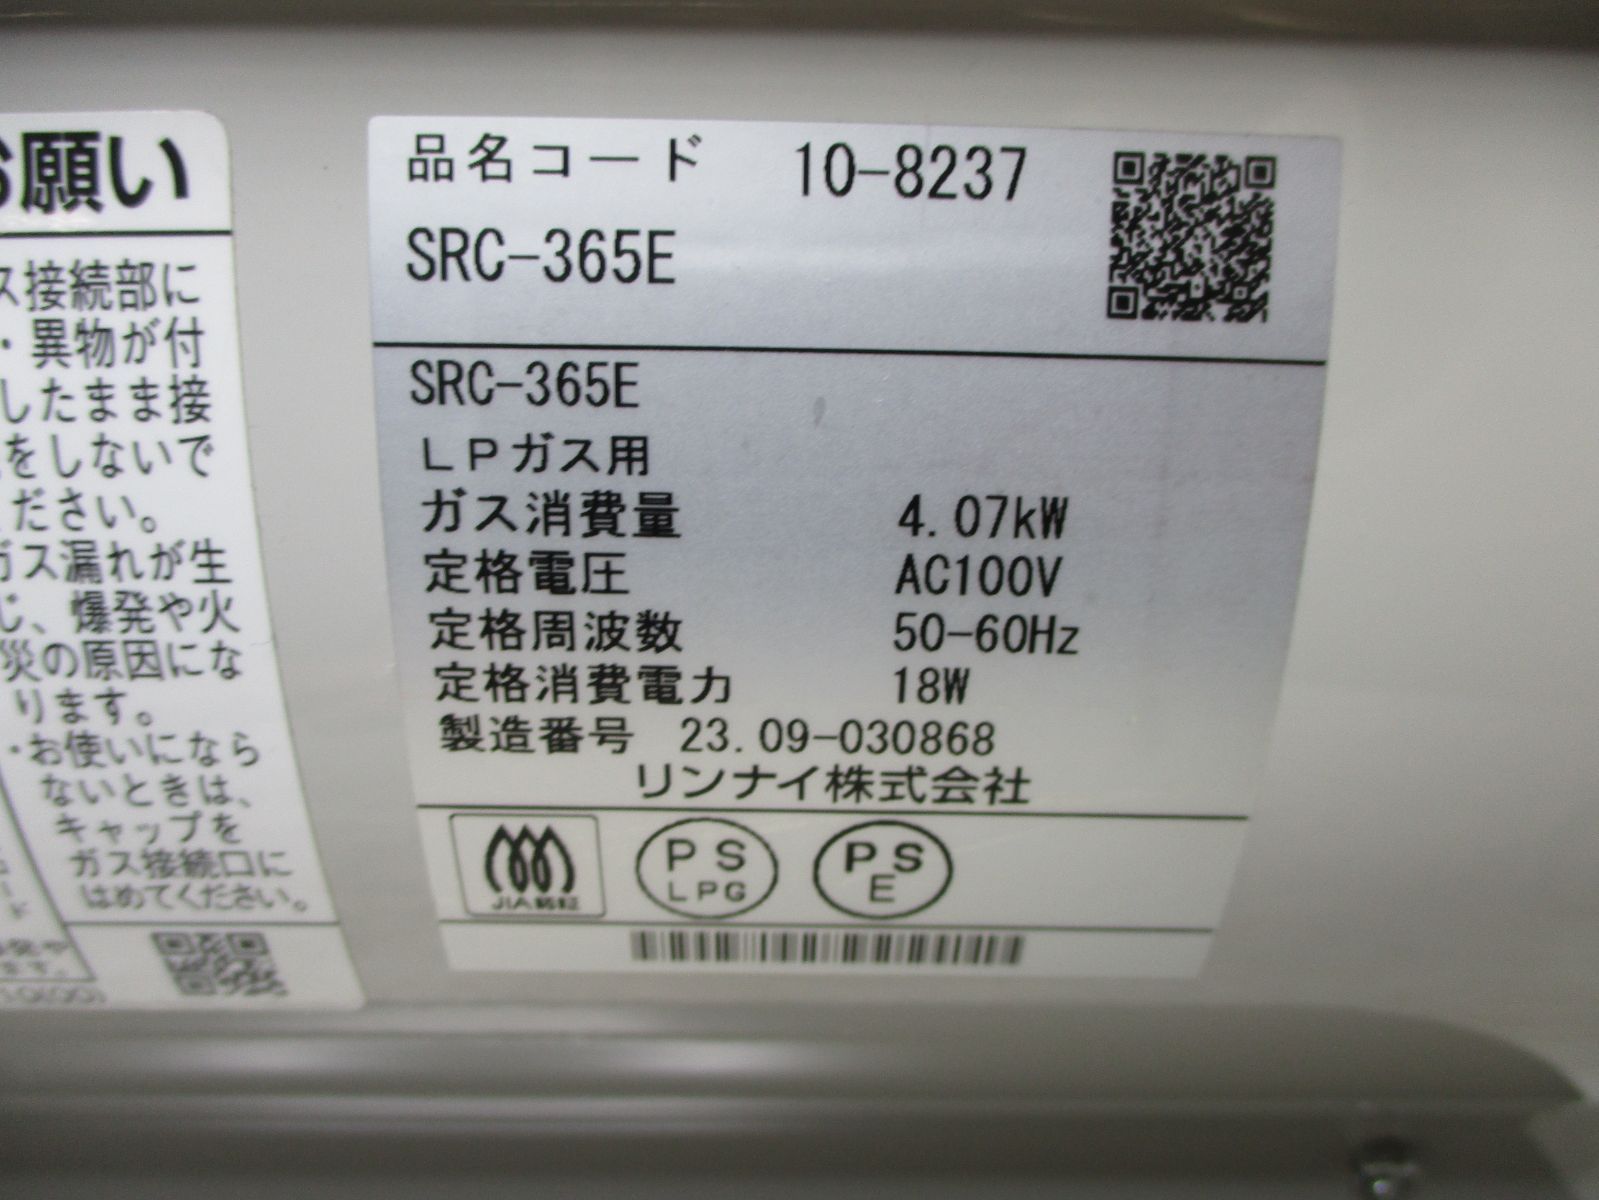 お願い
ス接続部に
・異物が付
したまま接
をしないで
ください。
ガス漏れが生
じ、爆発や火
災の原因にな
ります。
・お使いになら
ないときは、
キャップを
ガス接続口に
はめてください。
品名コード 10-8237
SRC-365E
SRC-365E
LPガス用
ガス消費量 4.07kW
定格電圧 AC100V
定格周波数 50-60Hz
定格消費電力 18W
製造番号 23.09-030868
リンナイ株式会社
JIA認証
PS
LPG
PS
E